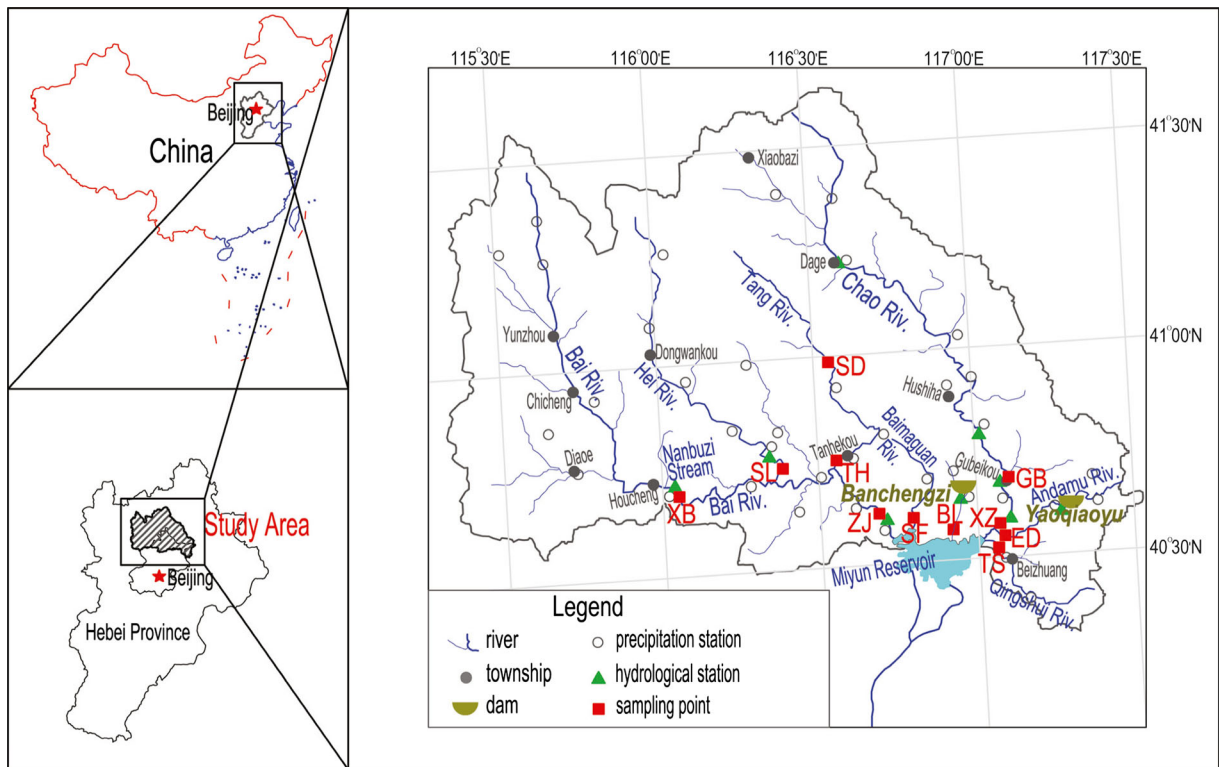 Beijing
China
Study Area
Beijing
Hebei Province
115°30'E
116°00'E
116°30'E
117°00'E
117°30'E
41°30'N
41°00'N
40°30'N
Xiaobazi
Dage
Tang Riv.
Chao Riv.
Yunzhou
Bai Riv.
Dongwankou
Hei Riv.
SD
Chicheng
Hushiha
Baimaguan
Riv.
Diaoe
Nanbuzi
Stream
Tanhekou
SL
TH
Gubeikou
GB
Houcheng
XB
Bai Riv.
Banchengzi
Andamu Riv.
Yaoqiaoyu
ZJ
SF
BL
XZ
ED
TS
Beizhuang
Miyun Reservoir
Qingshui Riv.
Legend
river
precipitation station
township
hydrological station
dam
sampling point